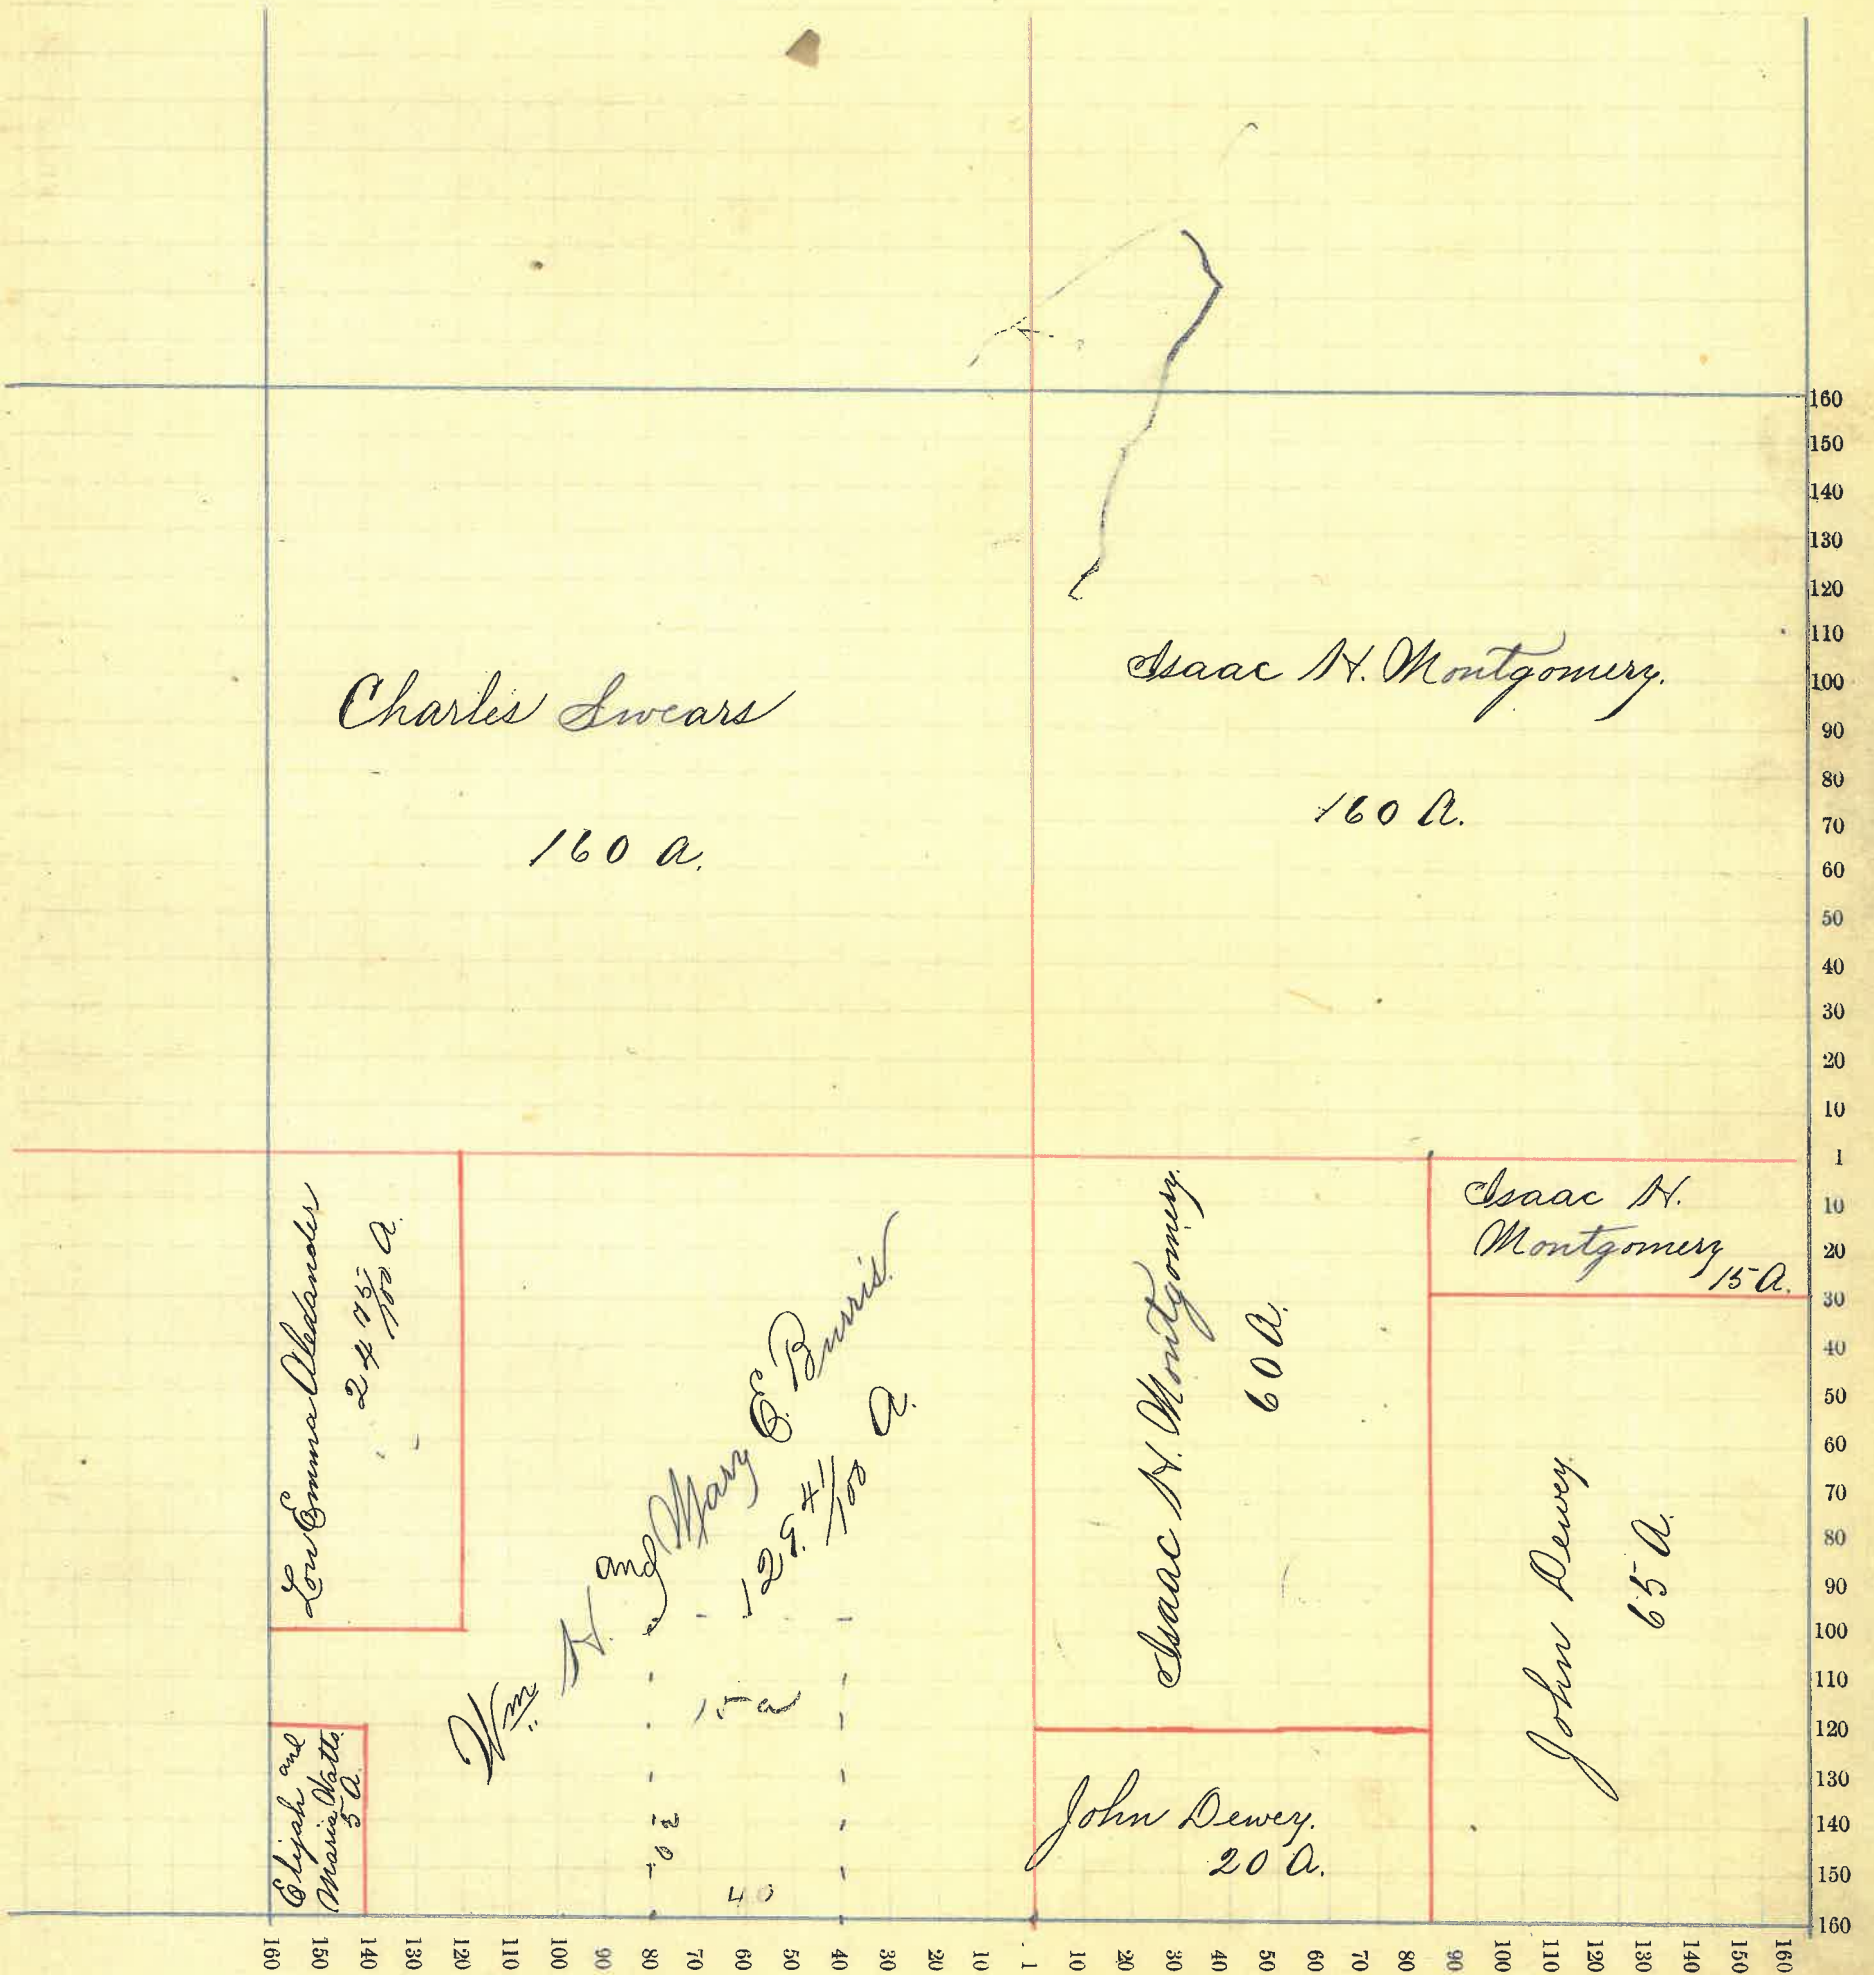 Charles Swears
160 A.
Isaac H. Montgomery.
160 A.
160
150
140
130
120
110
100
90
80
70
60
50
40
30
20
10
1
10
20
30
40
50
60
70
80
90
100
110
120
130
140
150
160
Lou Emma Aledander
24 75/100 A.
Elijah and
Maria Watts.
5 A.
Wm H. and Mary E. Burris.
129.41/100 A.
15 a
40
Isaac H. Montgomery.
60 A.
John Dewey.
20 A.
Isaac H.
Montgomery
15 A.
John Dewey.
65 A.
160 150 140 130 120 110 100 90 80 70 60 50 40 30 20 10 1 10 20 30 40 50 60 70 80 90 100 110 120 130 140 150 160